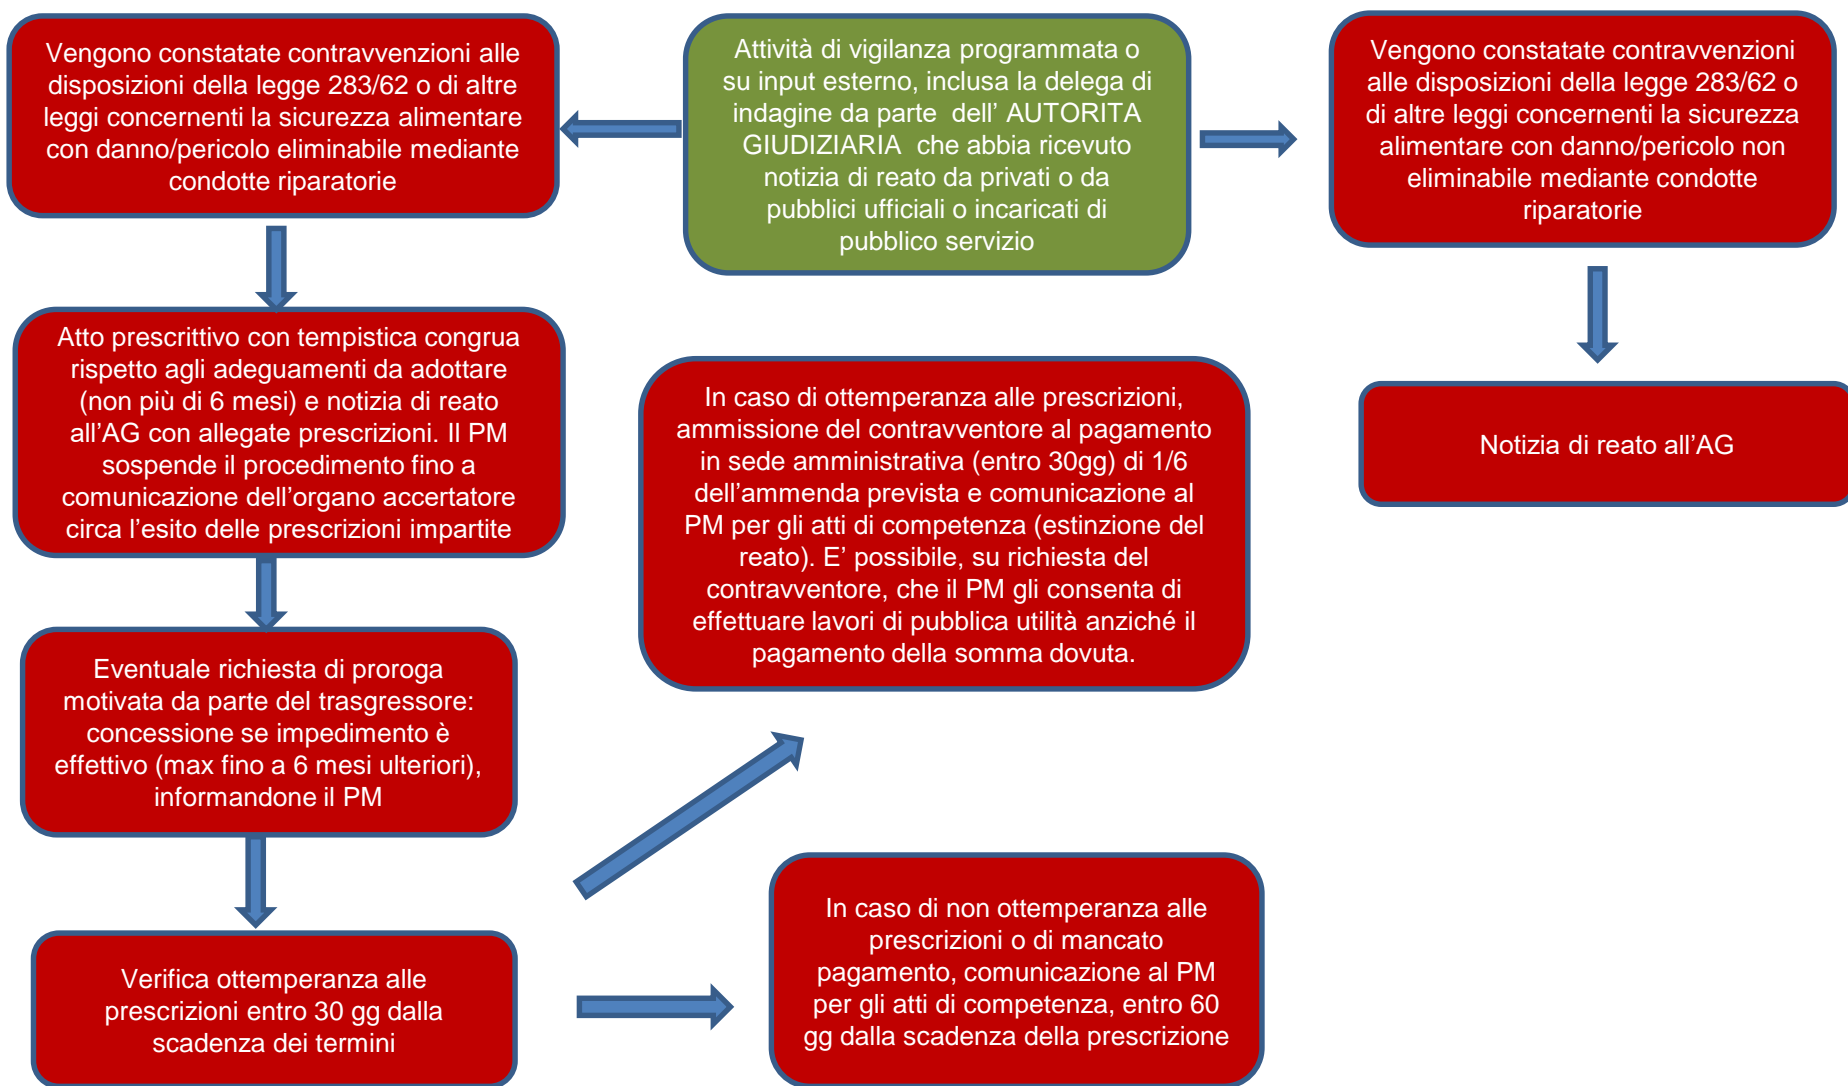 Vengono constatate contravvenzioni alle
disposizioni della legge 283/62 o di altre
leggi concernenti la sicurezza alimentare
con danno/pericolo eliminabile mediante
condotte riparatorie
Attività di vigilanza programmata o
su input esterno, inclusa la delega di
indagine da parte  dell’ AUTORITA
GIUDIZIARIA  che abbia ricevuto
notizia di reato da privati o da
pubblici ufficiali o incaricati di
pubblico servizio
Vengono constatate contravvenzioni
alle disposizioni della legge 283/62 o
di altre leggi concernenti la sicurezza
alimentare con danno/pericolo non
eliminabile mediante condotte
riparatorie
Atto prescrittivo con tempistica congrua
rispetto agli adeguamenti da adottare
(non più di 6 mesi) e notizia di reato
all’AG con allegate prescrizioni. Il PM
sospende il procedimento fino a
comunicazione dell’organo accertatore
circa l’esito delle prescrizioni impartite
In caso di ottemperanza alle prescrizioni,
ammissione del contravventore al pagamento
in sede amministrativa (entro 30gg) di 1/6
dell’ammenda prevista e comunicazione al
PM per gli atti di competenza (estinzione del
reato). E’ possibile, su richiesta del
contravventore, che il PM gli consenta di
effettuare lavori di pubblica utilità anziché il
pagamento della somma dovuta.
Notizia di reato all’AG
Eventuale richiesta di proroga
motivata da parte del trasgressore:
concessione se impedimento è
effettivo (max fino a 6 mesi ulteriori),
informandone il PM
Verifica ottemperanza alle
prescrizioni entro 30 gg dalla
scadenza dei termini
In caso di non ottemperanza alle
prescrizioni o di mancato
pagamento, comunicazione al PM
per gli atti di competenza, entro 60
gg dalla scadenza della prescrizione